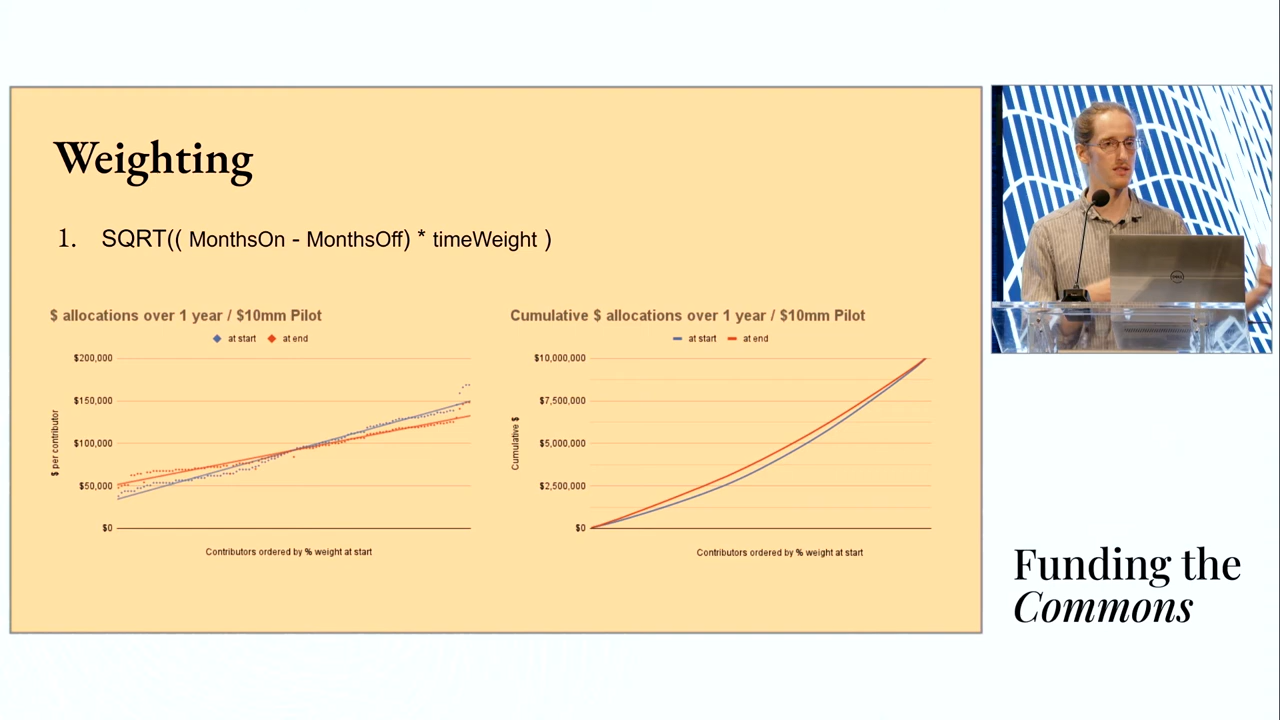 Weighting
1. SQRT(( MonthsOn - MonthsOff) * timeWeight )
$ allocations over 1 year / $10mm Pilot
at start at end
$200,000
$150,000
$100,000
$50,000
$0
$ per contributor
Contributors ordered by % weight at start
Cumulative $ allocations over 1 year / $10mm Pilot
at start at end
$10,000,000
$7,500,000
$5,000,000
$2,500,000
$0
Cumulative $
Contributors ordered by % weight at start
DELL
Funding the
Commons